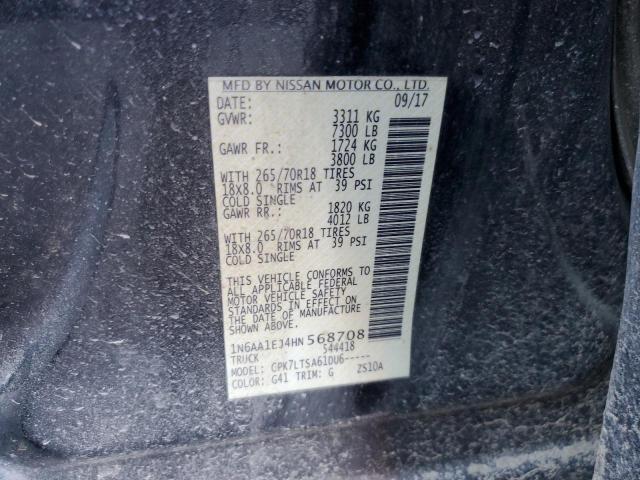 MFD BY NISSAN MOTOR CO., LTD.
DATE: 09/17
GVWR: 3311 KG
7300 LB
GAWR FR.: 1724 KG
3800 LB
WITH 265/70R18 TIRES
18X8.0 RIMS AT 39 PSI
COLD SINGLE
GAWR RR.: 1820 KG
4012 LB
WITH 265/70R18 TIRES
18X8.0 RIMS AT 39 PSI
COLD SINGLE
THIS VEHICLE CONFORMS TO
ALL APPLICABLE FEDERAL
MOTOR VEHICLE SAFETY
STANDARDS IN EFFECT ON
THE DATE OF MANUFACTURE
SHOWN ABOVE
1N6AA1EJ4HN568708
TRUCK 544418
MODEL: CPK7LTSA61DU6-----
COLOR: G41 TRIM: G ZS10A